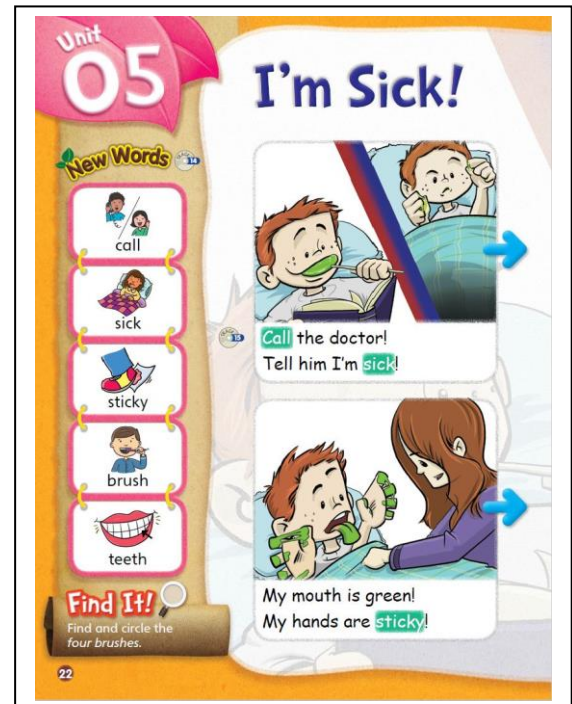 Unit
05
I'm Sick!
New Words
14
call
sick
sticky
brush
teeth
Find It!
Find and circle the
four brushes.
22
15
Call the doctor!
Tell him I'm sick!
My mouth is green!
My hands are sticky!